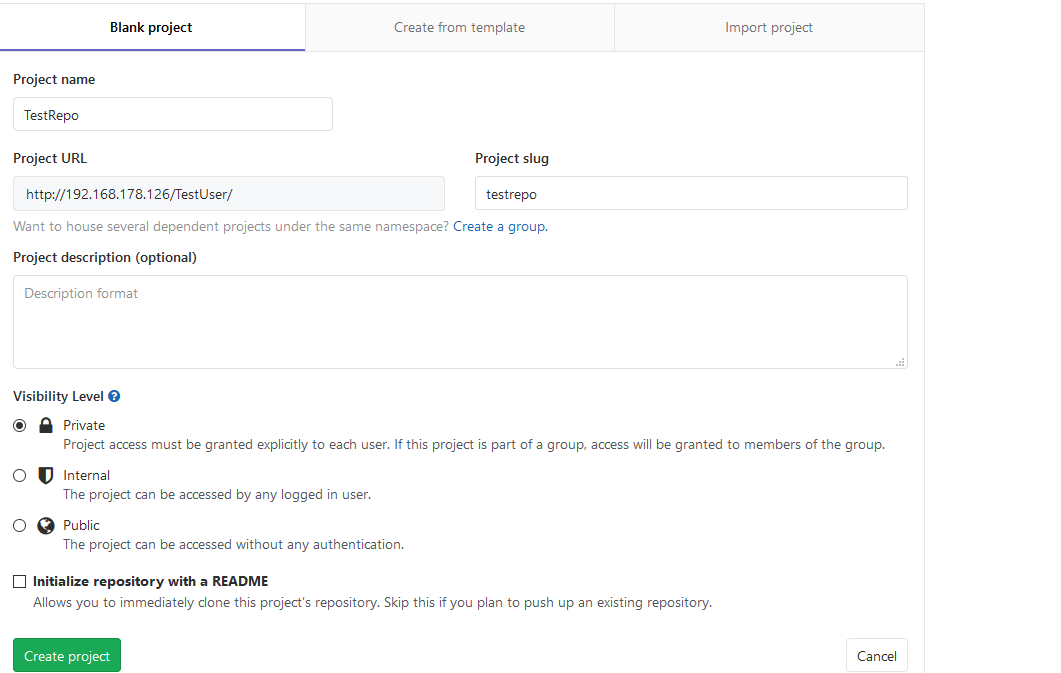 Blank project
Create from template
Import project
Project name
TestRepo
Project URL
Project slug
http://192.168.178.126/TestUser/
testrepo
Want to house several dependent projects under the same namespace? Create a group.
Project description (optional)
Description format
Visibility Level ?
Private
Project access must be granted explicitly to each user. If this project is part of a group, access will be granted to members of the group.
Internal
The project can be accessed by any logged in user.
Public
The project can be accessed without any authentication.
Initialize repository with a README
Allows you to immediately clone this project's repository. Skip this if you plan to push up an existing repository.
Create project
Cancel